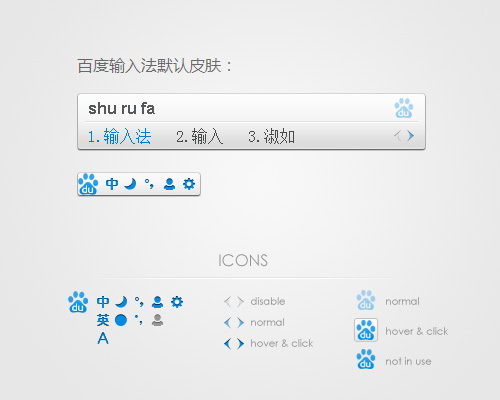 百度输入法默认皮肤：
shu ru fa
1.输入法 2.输入 3.淑如
du 中 °,
ICONS
du 中 °, disable du normal
英 °, normal du hover & click
A hover & click du not in use